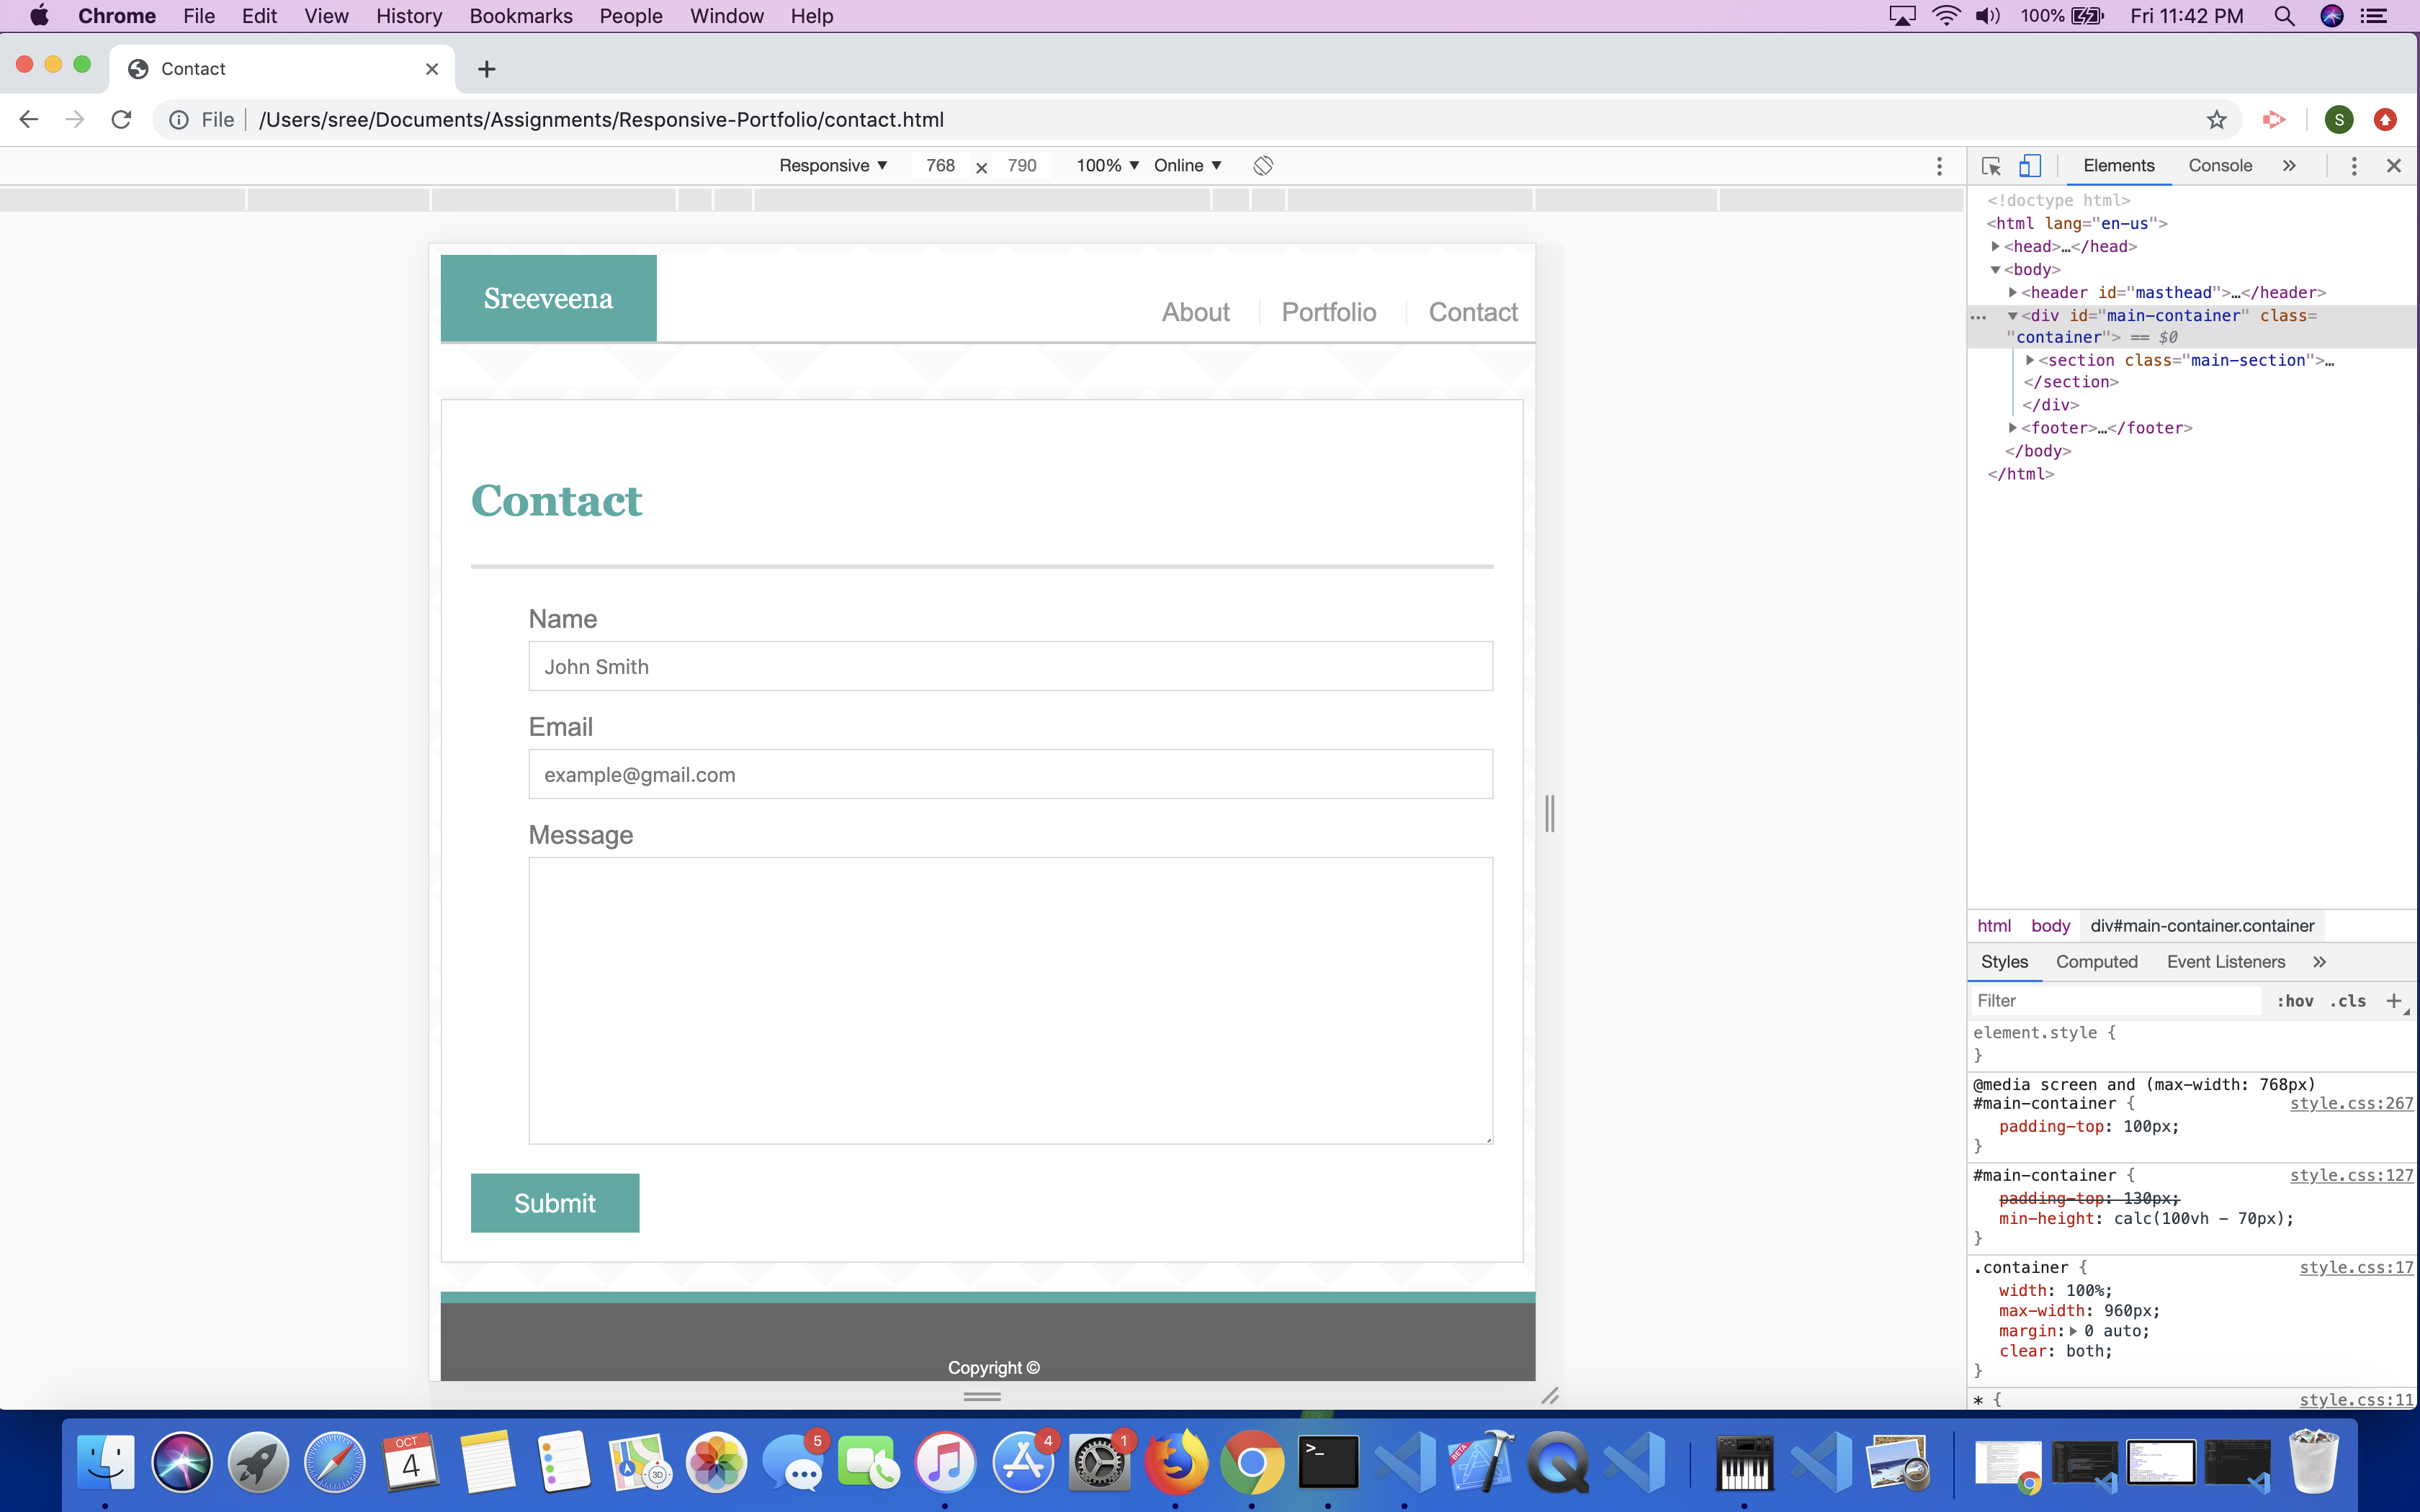 Chrome File Edit View History Bookmarks People Window Help 100% Fri 11:42 PM
Contact
File /Users/sree/Documents/Assignments/Responsive-Portfolio/contact.html S
Responsive ▼ 768 × 790 100% ▼ Online ▼
Elements Console »
<!doctype html>
<html lang="en-us">
<head>…</head>
<body>
<header id="masthead">…</header>
<div id="main-container" class=
"container"> == $0
<section class="main-section">…
</section>
</div>
<footer>…</footer>
</body>
</html>
Sreeveena
About Portfolio Contact
Contact
Name
John Smith
Email
example@gmail.com
Message
Submit
Copyright ©
html body div#main-container.container
Styles Computed Event Listeners »
Filter :hov .cls +
element.style {
}
@media screen and (max-width: 768px)
#main-container { style.css:267
padding-top: 100px;
}
#main-container { style.css:127
padding-top: 130px;
min-height: calc(100vh - 70px);
}
.container { style.css:17
width: 100%;
max-width: 960px;
margin: 0 auto;
clear: both;
}
* { style.css:11
OCT
4
3D
5
4
1
>_
BETA